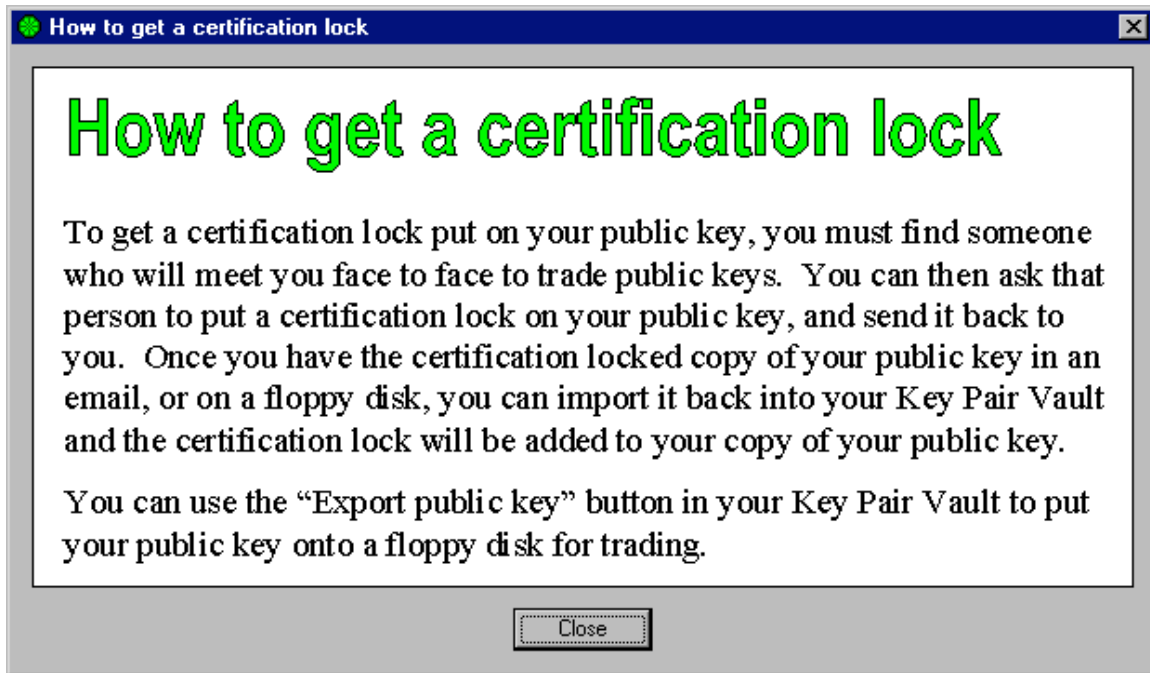 How to get a certification lock
How to get a certification lock
To get a certification lock put on your public key, you must find someone
who will meet you face to face to trade public keys.  You can then ask that
person to put a certification lock on your public key, and send it back to
you.  Once you have the certification locked copy of your public key in an
email, or on a floppy disk, you can import it back into your Key Pair Vault
and the certification lock will be added to your copy of your public key.
You can use the “Export public key” button in your Key Pair Vault to put
your public key onto a floppy disk for trading.
Close